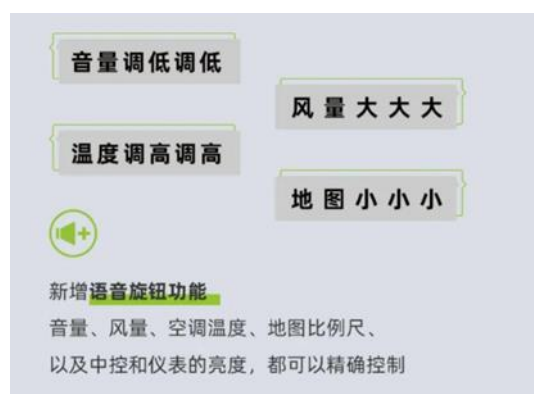 音量调低调低
风量大大大
温度调高调高
地图小小小
新增语音旋钮功能
音量、风量、空调温度、地图比例尺、
以及中控和仪表的亮度，都可以精确控制